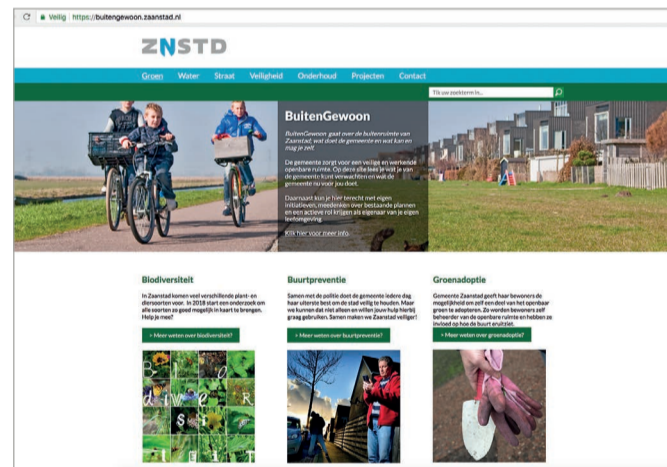 Veilig https://buitengewoon.zaanstad.nl
ZNSTD
Groen Water Straat Veiligheid Onderhoud Projecten Contact
Tik uw zoekterm in...
BuitenGewoon
BuitenGewoon gaat over de buitenruimte van
Zaanstad, wat doet de gemeente en wat kan en
mag je zelf.
De gemeente zorgt voor een veilige en werkende
openbare ruimte. Op deze site lees je wat je van
de gemeente kunt verwachten en wat de
gemeente nu voor jou doet.
Daarnaast kun je hier terecht met eigen
initiatieven, meedenken over bestaande plannen
en een actieve rol krijgen als eigenaar van je eigen
leefomgeving.
Klik hier voor meer info.
Biodiversiteit
In Zaanstad komen veel verschillende plant- en
diersoorten voor. In 2018 start een onderzoek om
alle soorten zo goed mogelijk in kaart te brengen.
Help je mee?
> Meer weten over biodiversiteit?
B i o
d i v e R
s i
t e i t
Buurtpreventie
Samen met de politie doet de gemeente iedere dag
haar uiterste best om de stad veilig te houden. Maar
we kunnen dat niet alleen en willen jouw hulp hierbij
graag gebruiken. Samen maken we Zaanstad veiliger!
> Meer weten over buurtpreventie?
Groenadoptie
Gemeente Zaanstad geeft haar bewoners de
mogelijkheid om zelf een deel van het openbaar
groen te adopteren. Zo worden bewoners zelf
beheerder van de openbare ruimte en hebben ze
invloed op hoe de buurt eruitziet.
> Meer weten over groenadoptie?